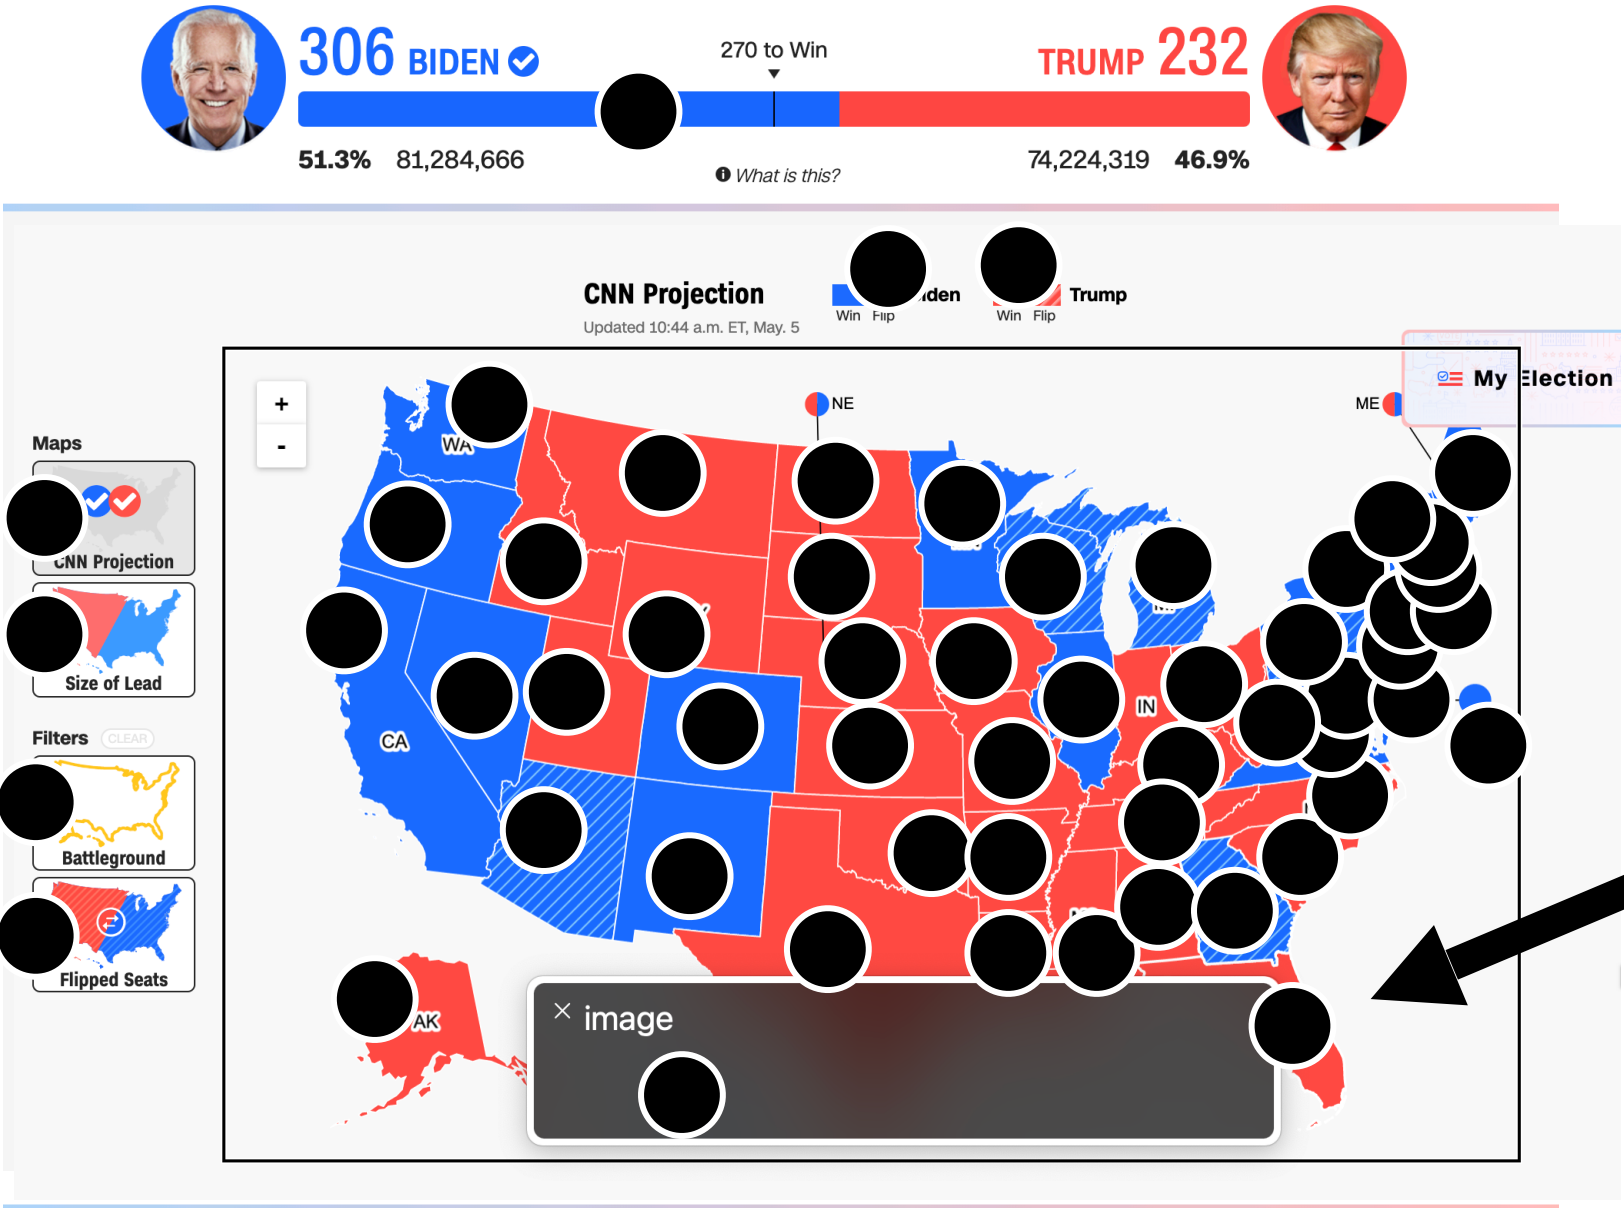 306 BIDEN
270 to Win
TRUMP 232
51.3% 81,284,666
What is this?
74,224,319 46.9%
CNN Projection
Updated 10:44 a.m. ET, May. 5
Win Flip
Trump
Win Flip
My Election
+
-
NE
ME
WA
Maps
CNN Projection
Size of Lead
Filters CLEAR
Battleground
Flipped Seats
IN
CA
AK
× image